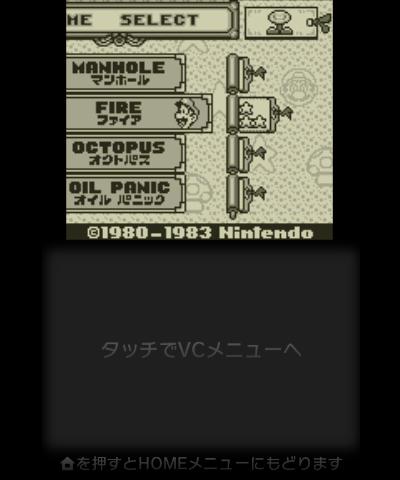 ME SELECT
MANHOLE
マンホール
FIRE
ファイア
OCTOPUS
オクトパス
OIL PANIC
オイル パニック
©1980-1983 Nintendo
タッチでVCメニューへ
を押すとHOMEメニューにもどります